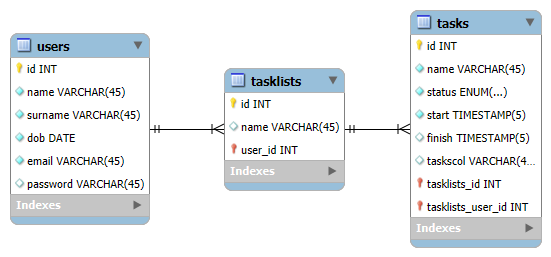 users
id INT
name VARCHAR(45)
surname VARCHAR(45)
dob DATE
email VARCHAR(45)
password VARCHAR(45)
Indexes
tasklists
id INT
name VARCHAR(45)
user_id INT
Indexes
tasks
id INT
name VARCHAR(45)
status ENUM(...)
start TIMESTAMP(5)
finish TIMESTAMP(5)
taskscol VARCHAR(4...
tasklists_id INT
tasklists_user_id INT
Indexes